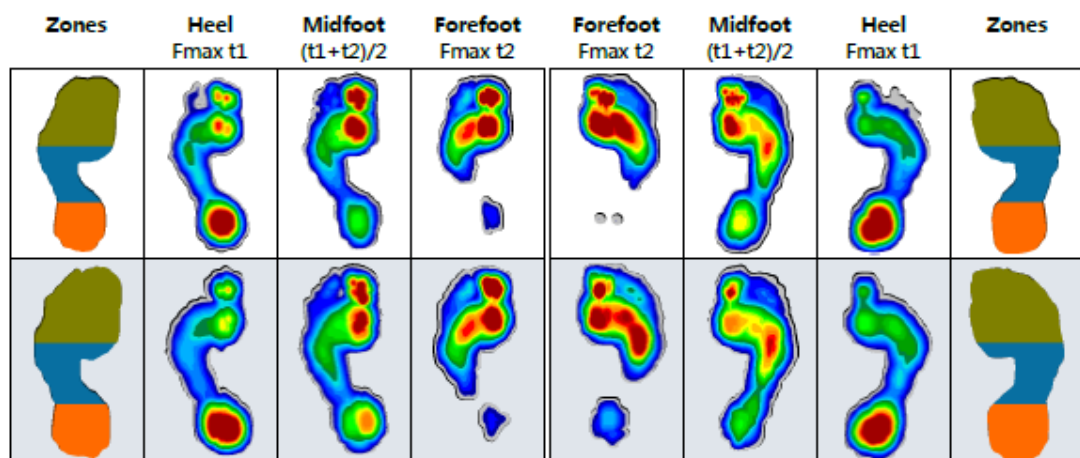 Zones Heel Midfoot Forefoot Forefoot Midfoot Heel Zones
Fmax t1 (t1+t2)/2 Fmax t2 Fmax t2 (t1+t2)/2 Fmax t1